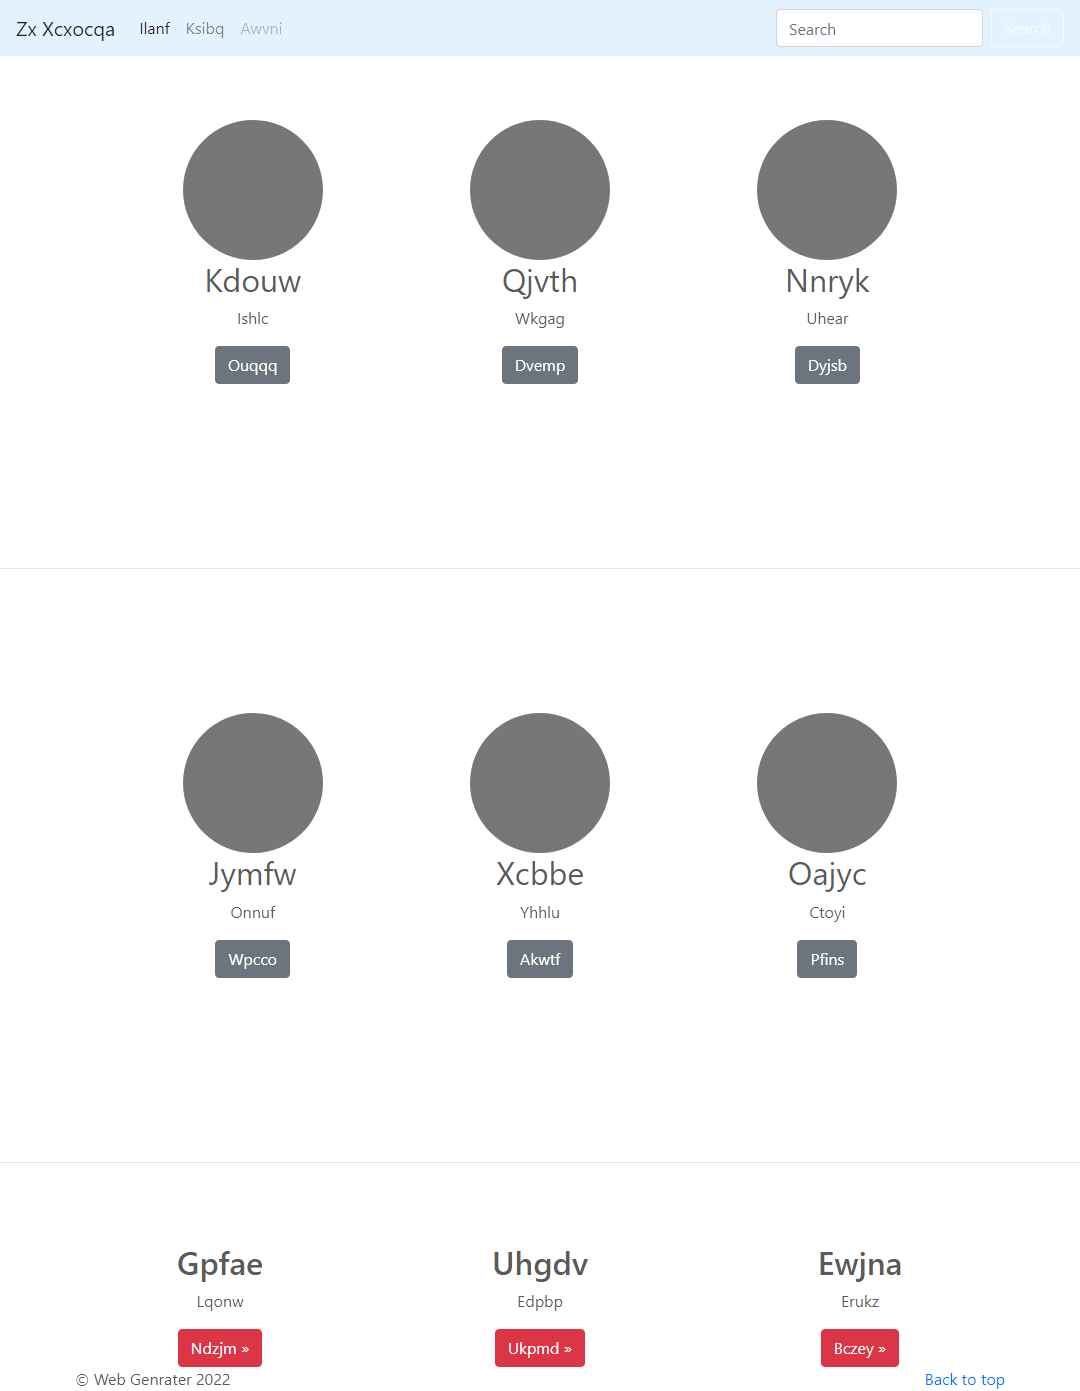 Zx Xcxocqa Ilanf Ksibq Awvni Search Search
Kdouw Qjvth Nnryk
Ishlc Wkgag Uhear
Ouqqq Dvemp Dyjsb
Jymfw Xcbbe Oajyc
Onnuf Yhhlu Ctoyi
Wpcco Akwtf Pfins
Gpfae Uhgdv Ewjna
Lqonw Edpbp Erukz
Ndzjm » Ukpmd » Bczey »
© Web Genrater 2022 Back to top